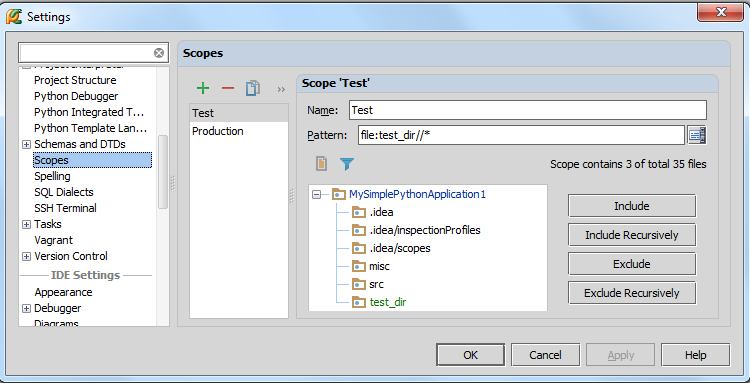 Settings
Scopes
Project Structure
Python Debugger
Python Integrated T...
Python Template Lan...
Schemas and DTDs
Scopes
Spelling
SQL Dialects
SSH Terminal
Tasks
Vagrant
Version Control
IDE Settings
Appearance
Debugger
Diagrams
Test
Production
Scope 'Test'
Name: Test
Pattern: file:test_dir//*
Scope contains 3 of total 35 files
MySimplePythonApplication1
.idea
.idea/inspectionProfiles
.idea/scopes
misc
src
test_dir
Include
Include Recursively
Exclude
Exclude Recursively
OK
Cancel
Apply
Help